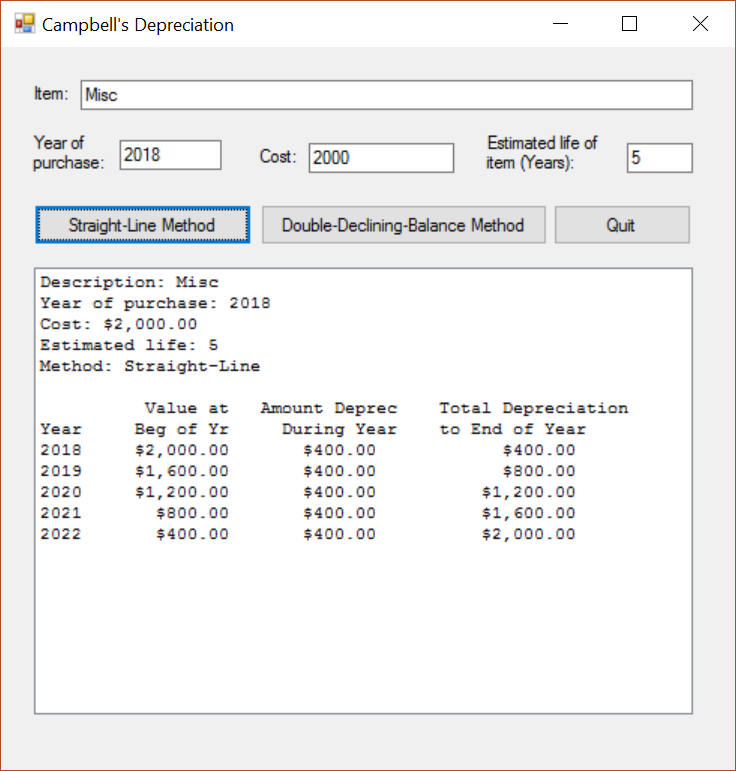 Campbell's Depreciation
Item: Misc
Year of purchase: 2018 Cost: 2000 Estimated life of item (Years): 5
Straight-Line Method Double-Declining-Balance Method Quit
Description: Misc
Year of purchase: 2018
Cost: $2,000.00
Estimated life: 5
Method: Straight-Line
Value at Amount Deprec Total Depreciation
Year Beg of Yr During Year to End of Year
2018 $2,000.00 $400.00 $400.00
2019 $1,600.00 $400.00 $800.00
2020 $1,200.00 $400.00 $1,200.00
2021 $800.00 $400.00 $1,600.00
2022 $400.00 $400.00 $2,000.00